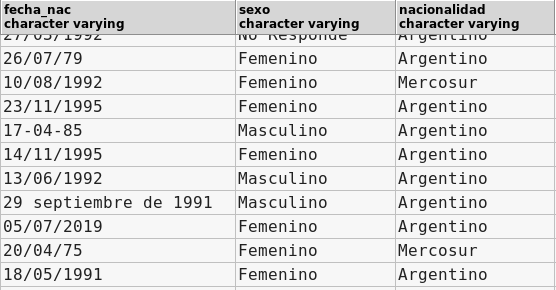 fecha_nac sexo nacionalidad
character varying character varying character varying
27/03/1992 No Responde Argentino
26/07/79 Femenino Argentino
10/08/1992 Femenino Mercosur
23/11/1995 Femenino Argentino
17-04-85 Masculino Argentino
14/11/1995 Femenino Argentino
13/06/1992 Masculino Argentino
29 septiembre de 1991 Masculino Argentino
05/07/2019 Femenino Argentino
20/04/75 Femenino Mercosur
18/05/1991 Femenino Argentino